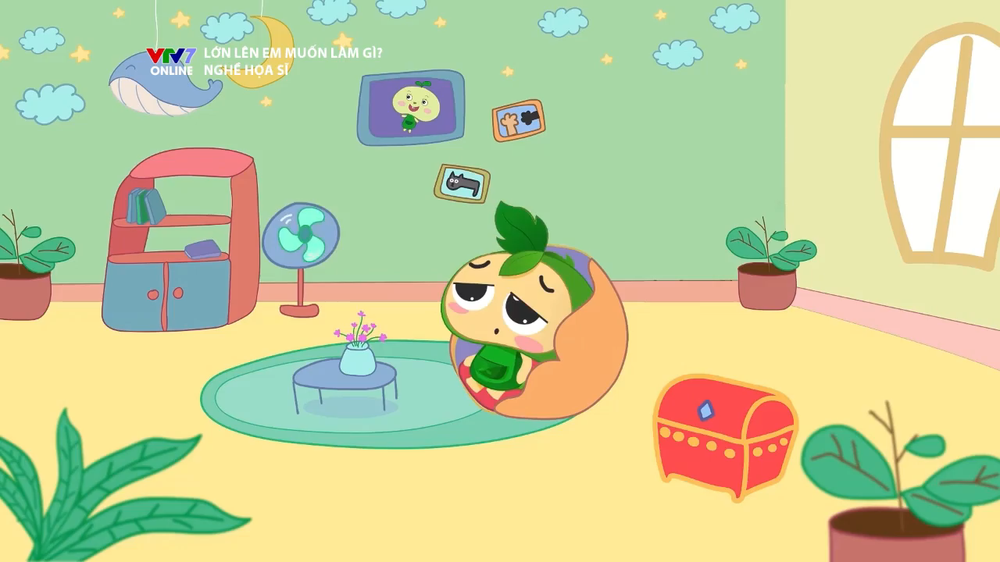 VTV7 LỚN LÊN EM MUỐN LÀM GÌ?
ONLINE NGHỀ HỌA SĨ